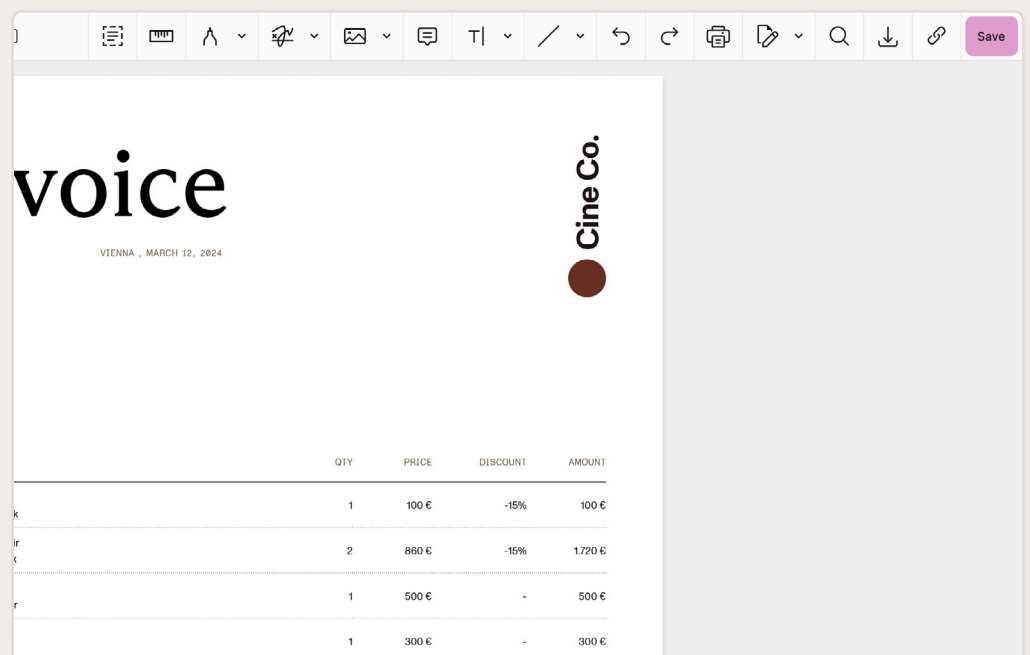 Save
voice
Cine Co.
VIENNA , MARCH 12, 2024
QTY PRICE DISCOUNT AMOUNT
k 1 100 € -15% 100 €
ir
x 2 860 € -15% 1.720 €
r 1 500 € - 500 €
1 300 € - 300 €